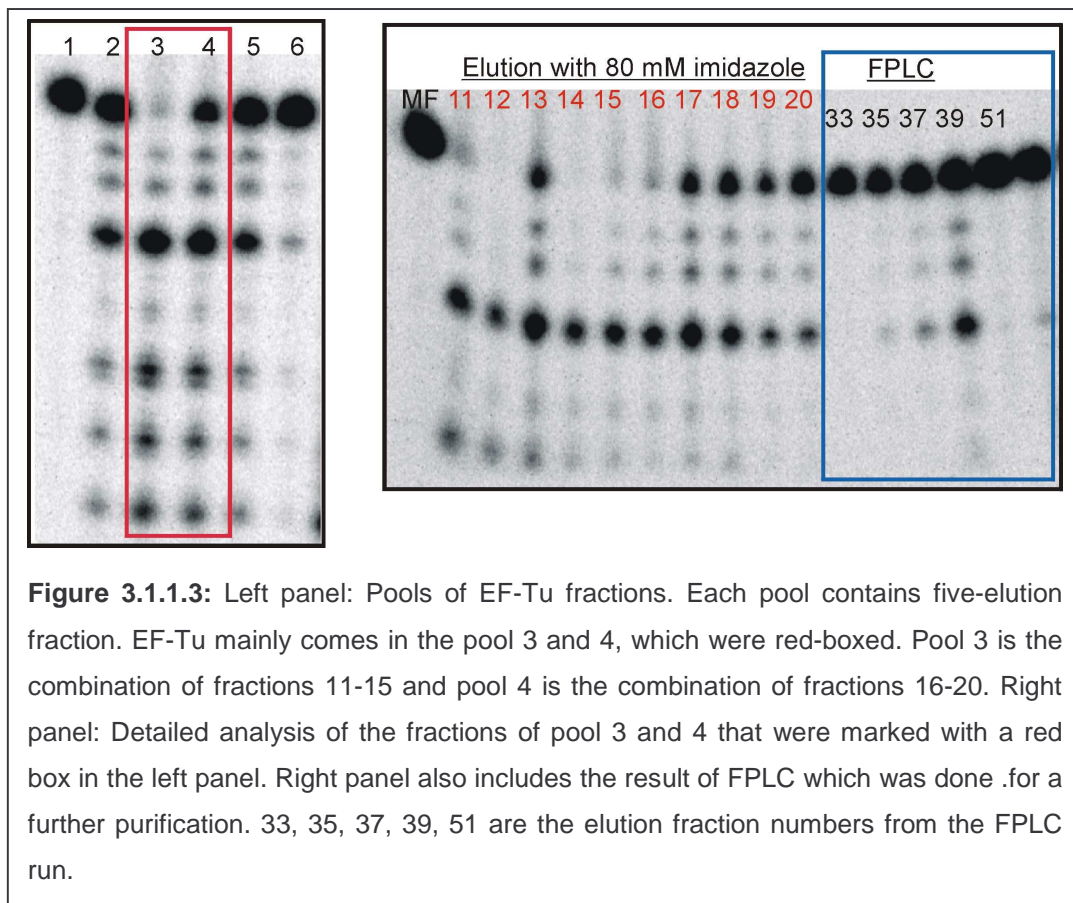 1 2 3 4 5 6
Elution with 80 mM imidazole FPLC
MF 11 12 13 14 15 16 17 18 19 20 33 35 37 39 51
Figure 3.1.1.3: Left panel: Pools of EF-Tu fractions. Each pool contains five-elution
fraction. EF-Tu mainly comes in the pool 3 and 4, which were red-boxed. Pool 3 is the
combination of fractions 11-15 and pool 4 is the combination of fractions 16-20. Right
panel: Detailed analysis of the fractions of pool 3 and 4 that were marked with a red
box in the left panel. Right panel also includes the result of FPLC which was done .for a
further purification. 33, 35, 37, 39, 51 are the elution fraction numbers from the FPLC
run.